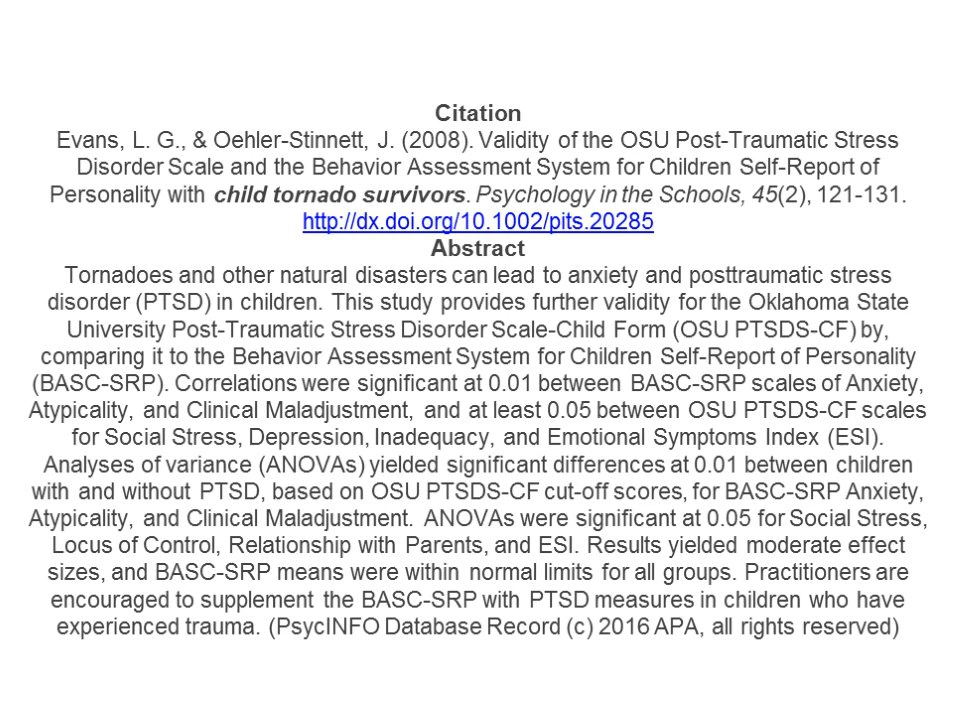 Citation
Evans, L. G., & Oehler-Stinnett, J. (2008). Validity of the OSU Post-Traumatic Stress
Disorder Scale and the Behavior Assessment System for Children Self-Report of
Personality with child tornado survivors. Psychology in the Schools, 45(2), 121-131.
http://dx.doi.org/10.1002/pits.20285
Abstract
Tornadoes and other natural disasters can lead to anxiety and posttraumatic stress
disorder (PTSD) in children. This study provides further validity for the Oklahoma State
University Post-Traumatic Stress Disorder Scale-Child Form (OSU PTSDS-CF) by,
comparing it to the Behavior Assessment System for Children Self-Report of Personality
(BASC-SRP). Correlations were significant at 0.01 between BASC-SRP scales of Anxiety,
Atypicality, and Clinical Maladjustment, and at least 0.05 between OSU PTSDS-CF scales
for Social Stress, Depression, Inadequacy, and Emotional Symptoms Index (ESI).
Analyses of variance (ANOVAs) yielded significant differences at 0.01 between children
with and without PTSD, based on OSU PTSDS-CF cut-off scores, for BASC-SRP Anxiety,
Atypicality, and Clinical Maladjustment. ANOVAs were significant at 0.05 for Social Stress,
Locus of Control, Relationship with Parents, and ESI. Results yielded moderate effect
sizes, and BASC-SRP means were within normal limits for all groups. Practitioners are
encouraged to supplement the BASC-SRP with PTSD measures in children who have
experienced trauma. (PsycINFO Database Record (c) 2016 APA, all rights reserved)